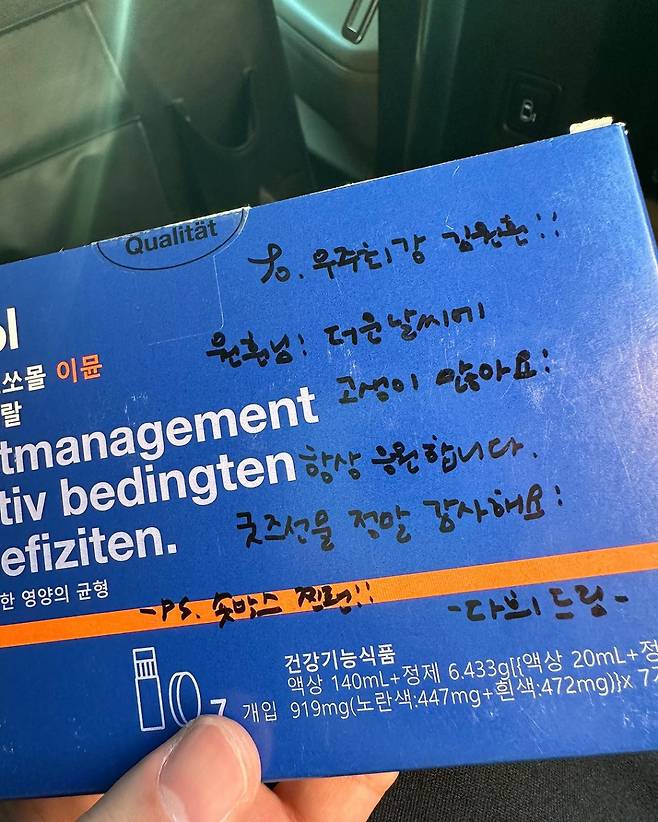 Qualität
To. 우주최강 김원훈!!
원훈님! 더운날씨에
고생이 많아요!
쏘몰 이뮨
랄
tmanagement
tiv bedingten
efiziten.
항상 응원합니다.
굿즈선물 정말 감사해요!
한 영양의 균형
-PS. 숏박스 찐팬!!
-다비 드림-
건강기능식품
액상 140mL+정제 6.433g[{액상 20mL+정
7 개입 919mg(노란색:447mg+흰색:472mg)}x 7